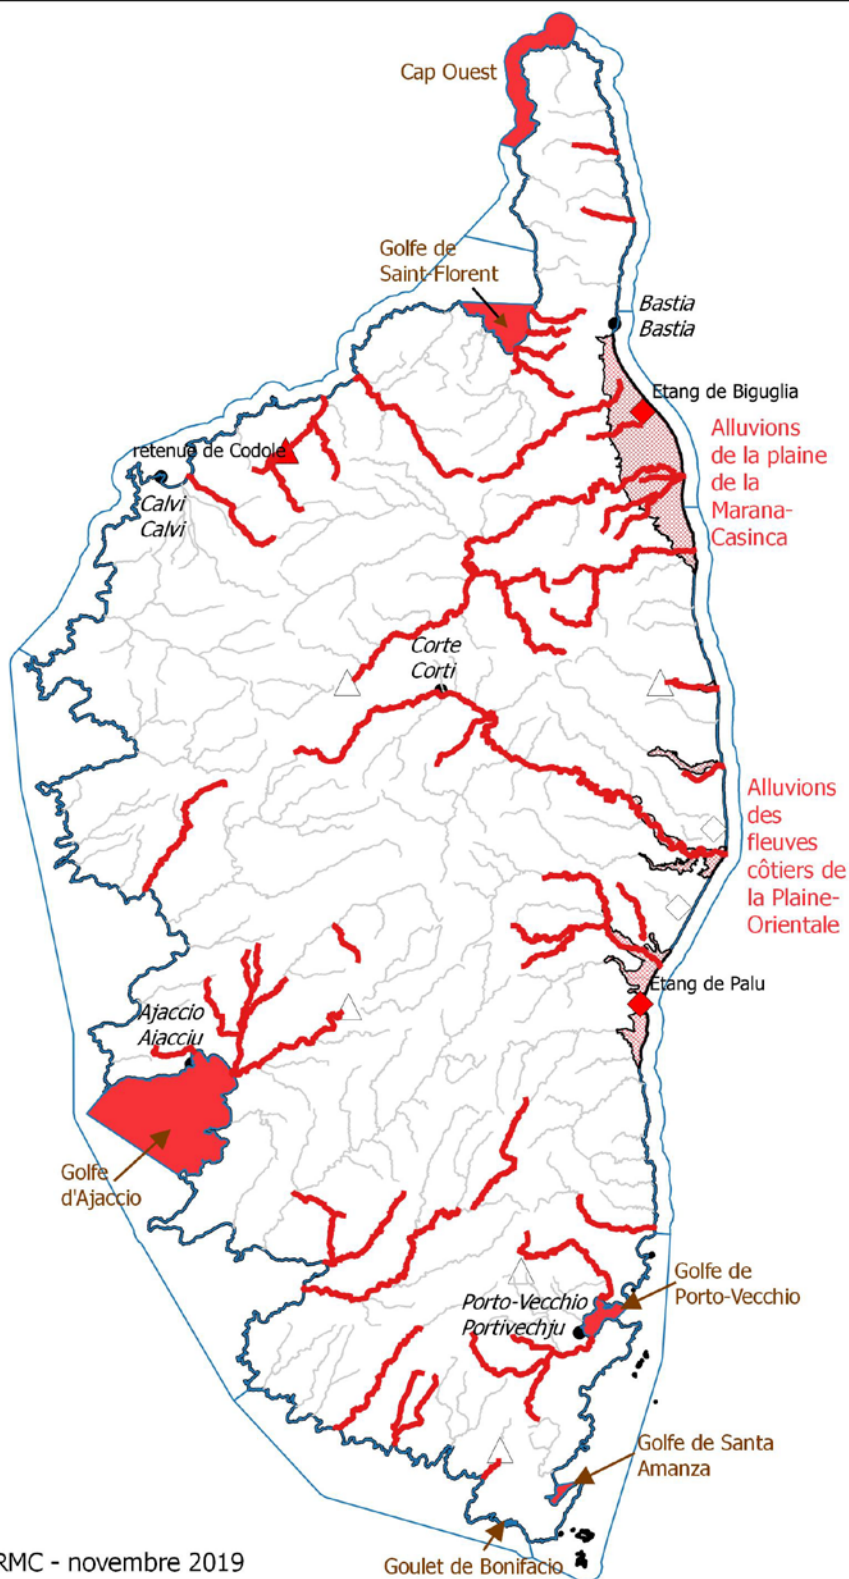 Cap Ouest
Golfe de
Saint-Florent
Bastia
Bastia
Etang de Biguglia
Alluvions
de la plaine
de la
Marana-
Casinca
retenue de Codole
Calvi
Calvi
Corte
Corti
Alluvions
des
fleuves
côtiers de
la Plaine-
Orientale
Etang de Palu
Ajaccio
Aiacciu
Golfe
d'Ajaccio
Golfe de
Porto-Vecchio
Porto-Vecchio
Portivechju
Golfe de Santa
Amanza
Goulet de Bonifacio
RMC - novembre 2019